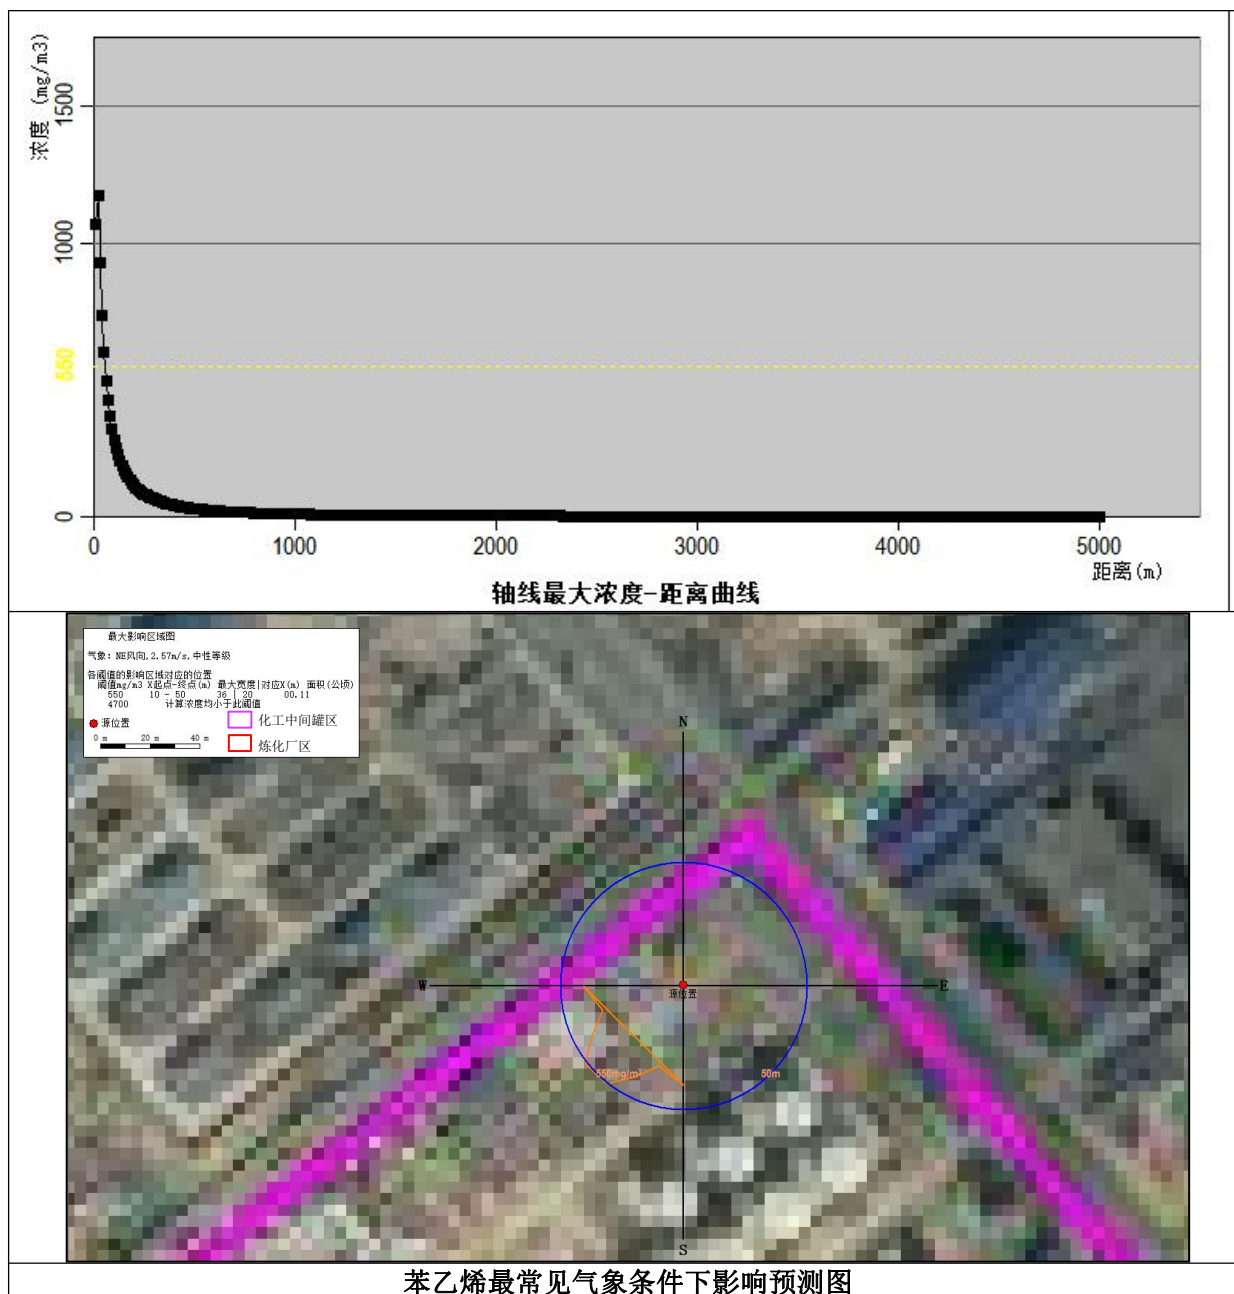 浓度 (mg/m3)
1500
1000
550
0
0 1000 2000 3000 4000 5000
距离(m)
轴线最大浓度-距离曲线
最大影响区域图
气象: NE风向,2.57m/s,中性等级
各阈值的影响区域对应的位置
阈值mg/m3 X起点-终点(m) 最大宽度|对应X(m) 面积(公顷)
550 10 - 50 36 | 20 00.11
4700 计算浓度均小于此阈值
源位置
化工中间罐区
0 m 20 m 40 m
炼化厂区
N
W
E
源位置
550mg/m³
50m
S
苯乙烯最常见气象条件下影响预测图